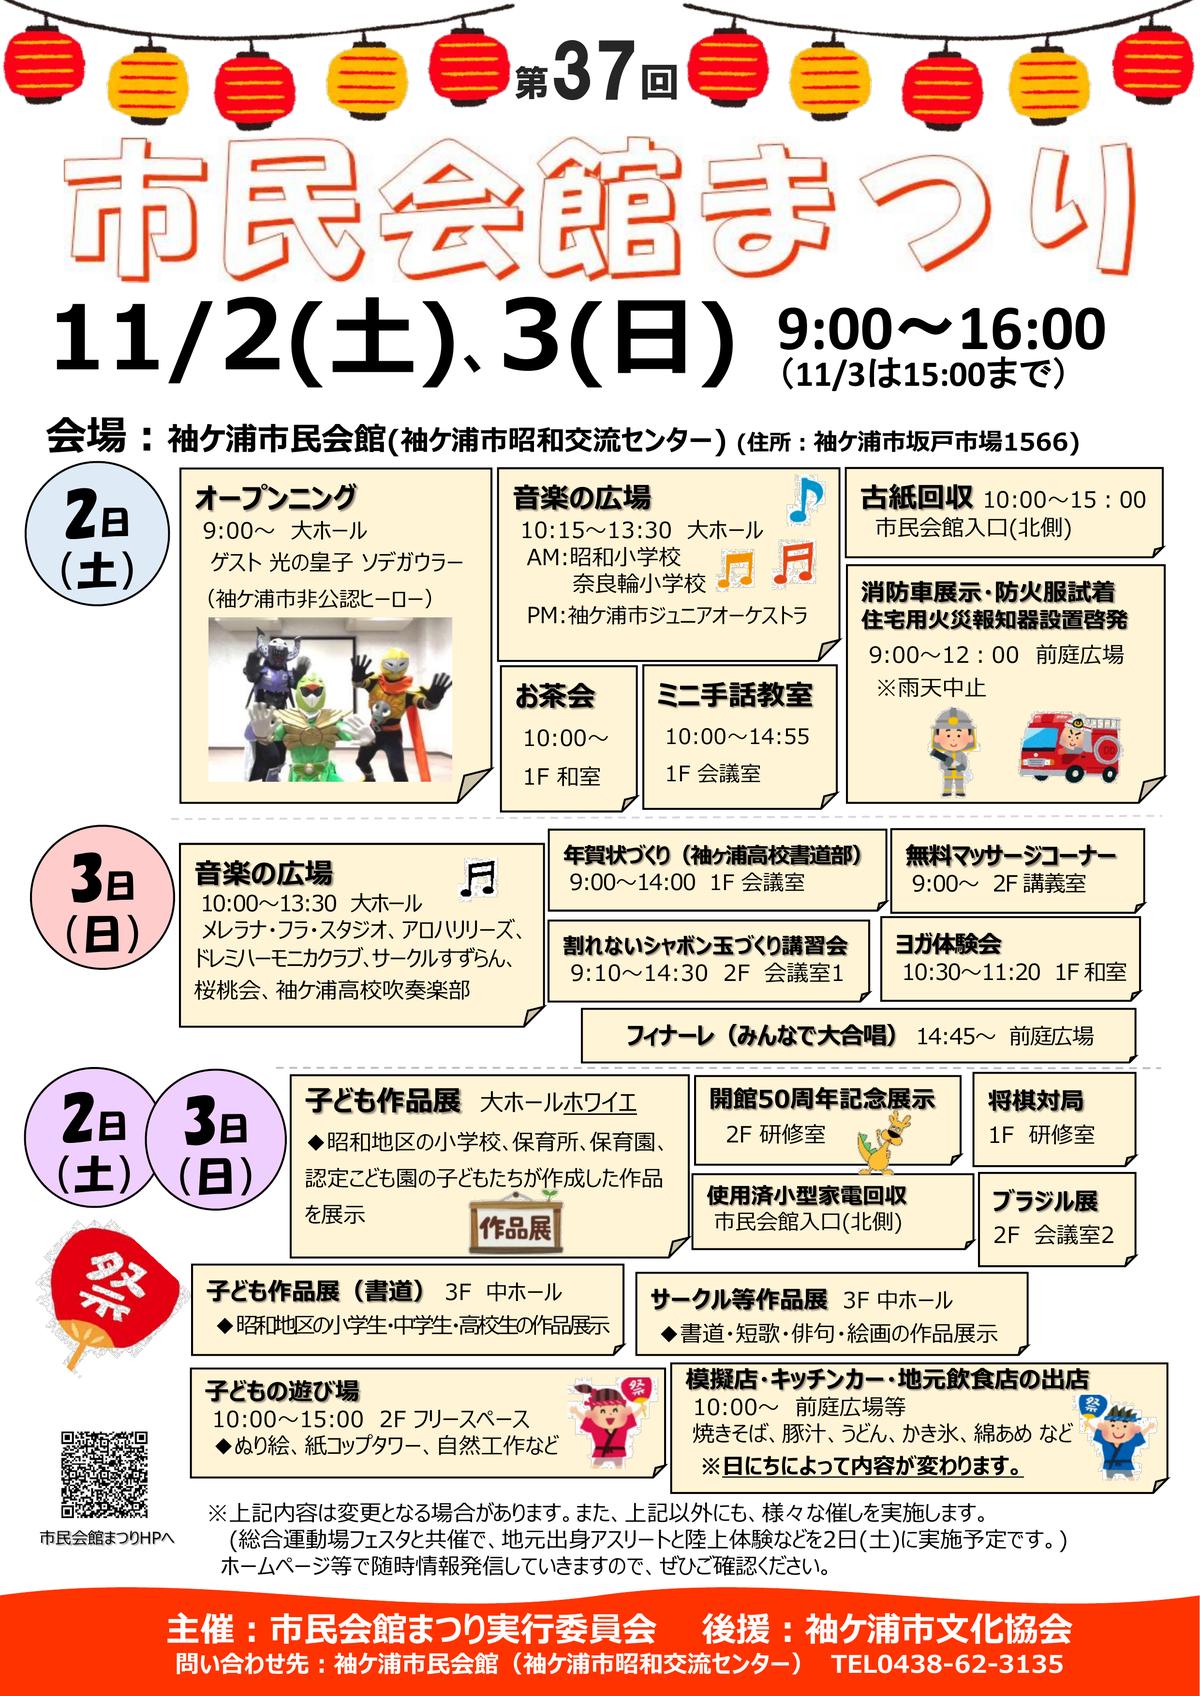 第37回
市民会館まつり
11/2(土)、3(日) 9:00～16:00
（11/3は15:00まで）
会場：袖ケ浦市民会館(袖ケ浦市昭和交流センター) (住所：袖ケ浦市坂戸市場1566)
2日
（土）
オープンニング
9:00～ 大ホール
ゲスト 光の皇子 ソデガウラー
（袖ケ浦市非公認ヒーロー）
音楽の広場
10:15～13:30 大ホール
AM:昭和小学校
奈良輪小学校
PM:袖ケ浦市ジュニアオーケストラ
古紙回収 10:00～15：00
市民会館入口(北側)
消防車展示・防火服試着
住宅用火災報知器設置啓発
9:00～12：00 前庭広場
※雨天中止
お茶会
10:00～
1F 和室
ミニ手話教室
10:00～14:55
1F 会議室
3日
（日）
音楽の広場
10:00～13:30 大ホール
メレラナ・フラ・スタジオ、アロハリリーズ、
ドレミハーモニカクラブ、サークルすずらん、
桜桃会、袖ケ浦高校吹奏楽部
年賀状づくり（袖ヶ浦高校書道部）
9:00～14:00 1F 会議室
無料マッサージコーナー
9:00～ 2F 講義室
割れないシャボン玉づくり講習会
9:10～14:30 2F 会議室1
ヨガ体験会
10:30～11:20 1F 和室
フィナーレ（みんなで大合唱） 14:45～ 前庭広場
2日
（土）
3日
（日）
子ども作品展 大ホールホワイエ
◆昭和地区の小学校、保育所、保育園、
認定こども園の子どもたちが作成した作品
を展示
作品展
開館50周年記念展示
2F 研修室
将棋対局
1F 研修室
使用済小型家電回収
市民会館入口(北側)
ブラジル展
2F 会議室2
祭
子ども作品展（書道） 3F 中ホール
◆昭和地区の小学生・中学生・高校生の作品展示
サークル等作品展 3F 中ホール
◆書道・短歌・俳句・絵画の作品展示
子どもの遊び場
10:00～15:00 2F フリースペース
◆ぬり絵、紙コップタワー、自然工作など
祭
模擬店・キッチンカー・地元飲食店の出店
10:00～ 前庭広場等
焼きそば、豚汁、うどん、かき氷、綿あめ など
※日にちによって内容が変わります。
祭
市民会館まつりHPへ
※上記内容は変更となる場合があります。また、上記以外にも、様々な催しを実施します。
(総合運動場フェスタと共催で、地元出身アスリートと陸上体験などを2日(土)に実施予定です。)
ホームページ等で随時情報発信していきますので、ぜひご確認ください。
主催：市民会館まつり実行委員会 後援：袖ケ浦市文化協会
問い合わせ先：袖ケ浦市民会館（袖ケ浦市昭和交流センター） TEL0438-62-3135